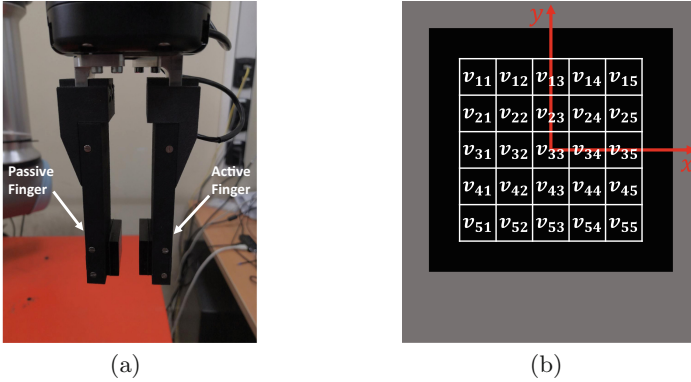 y
v11 v12 v13 v14 v15
v21 v22 v23 v24 v25
v31 v32 v33 v34 v35
x
v41 v42 v43 v44 v45
v51 v52 v53 v54 v55
Passive
Finger
Active
Finger
(a)
(b)